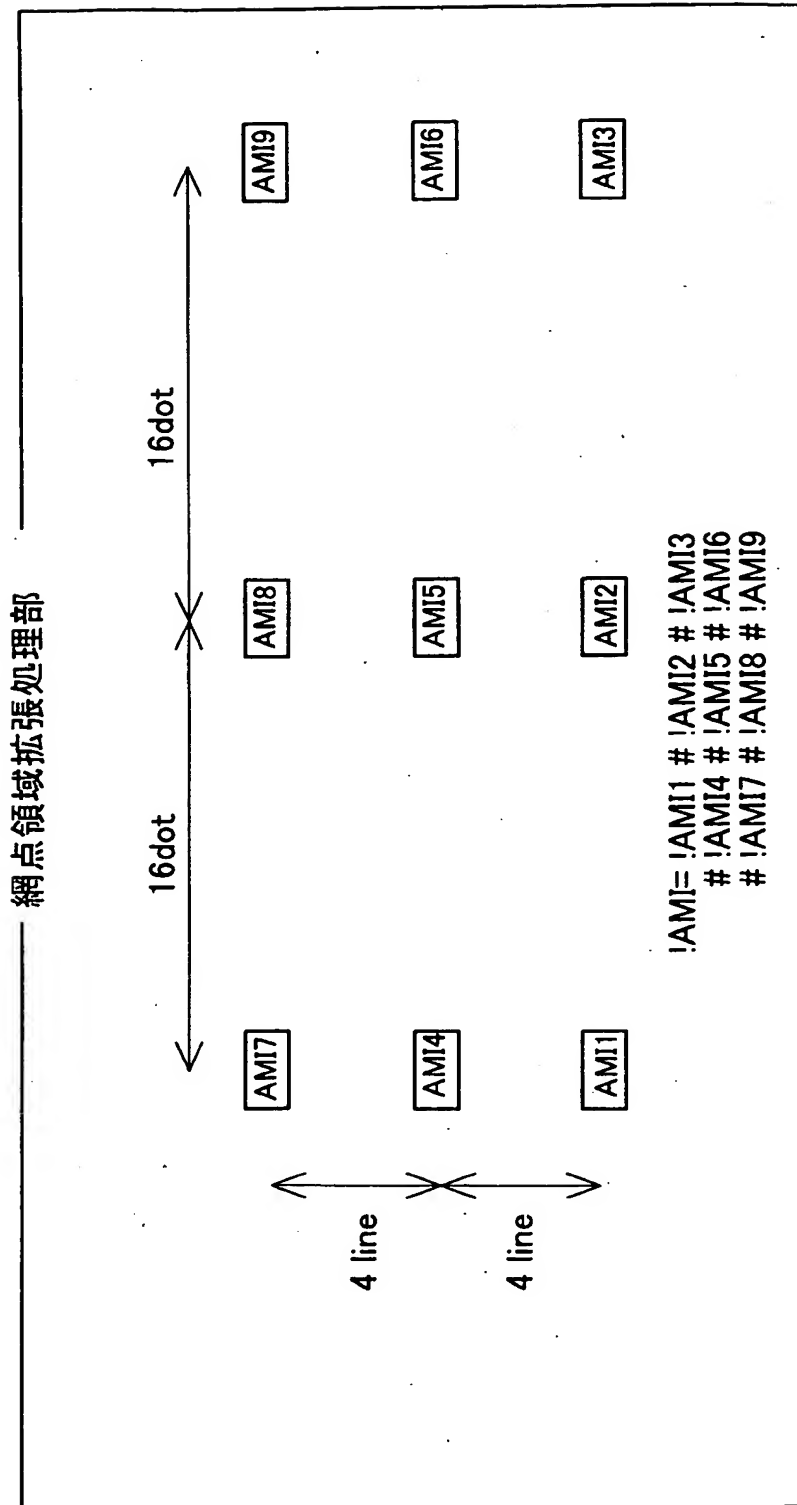 網点領域拡張処理部
16dot 16dot
AMI7 AMI8 AMI9
4 line
AMI4 AMI5 AMI6
4 line
AMI1 AMI2 AMI3
!AMI= !AMI1 # !AMI2 # !AMI3
# !AMI4 # !AMI5 # !AMI6
# !AMI7 # !AMI8 # !AMI9